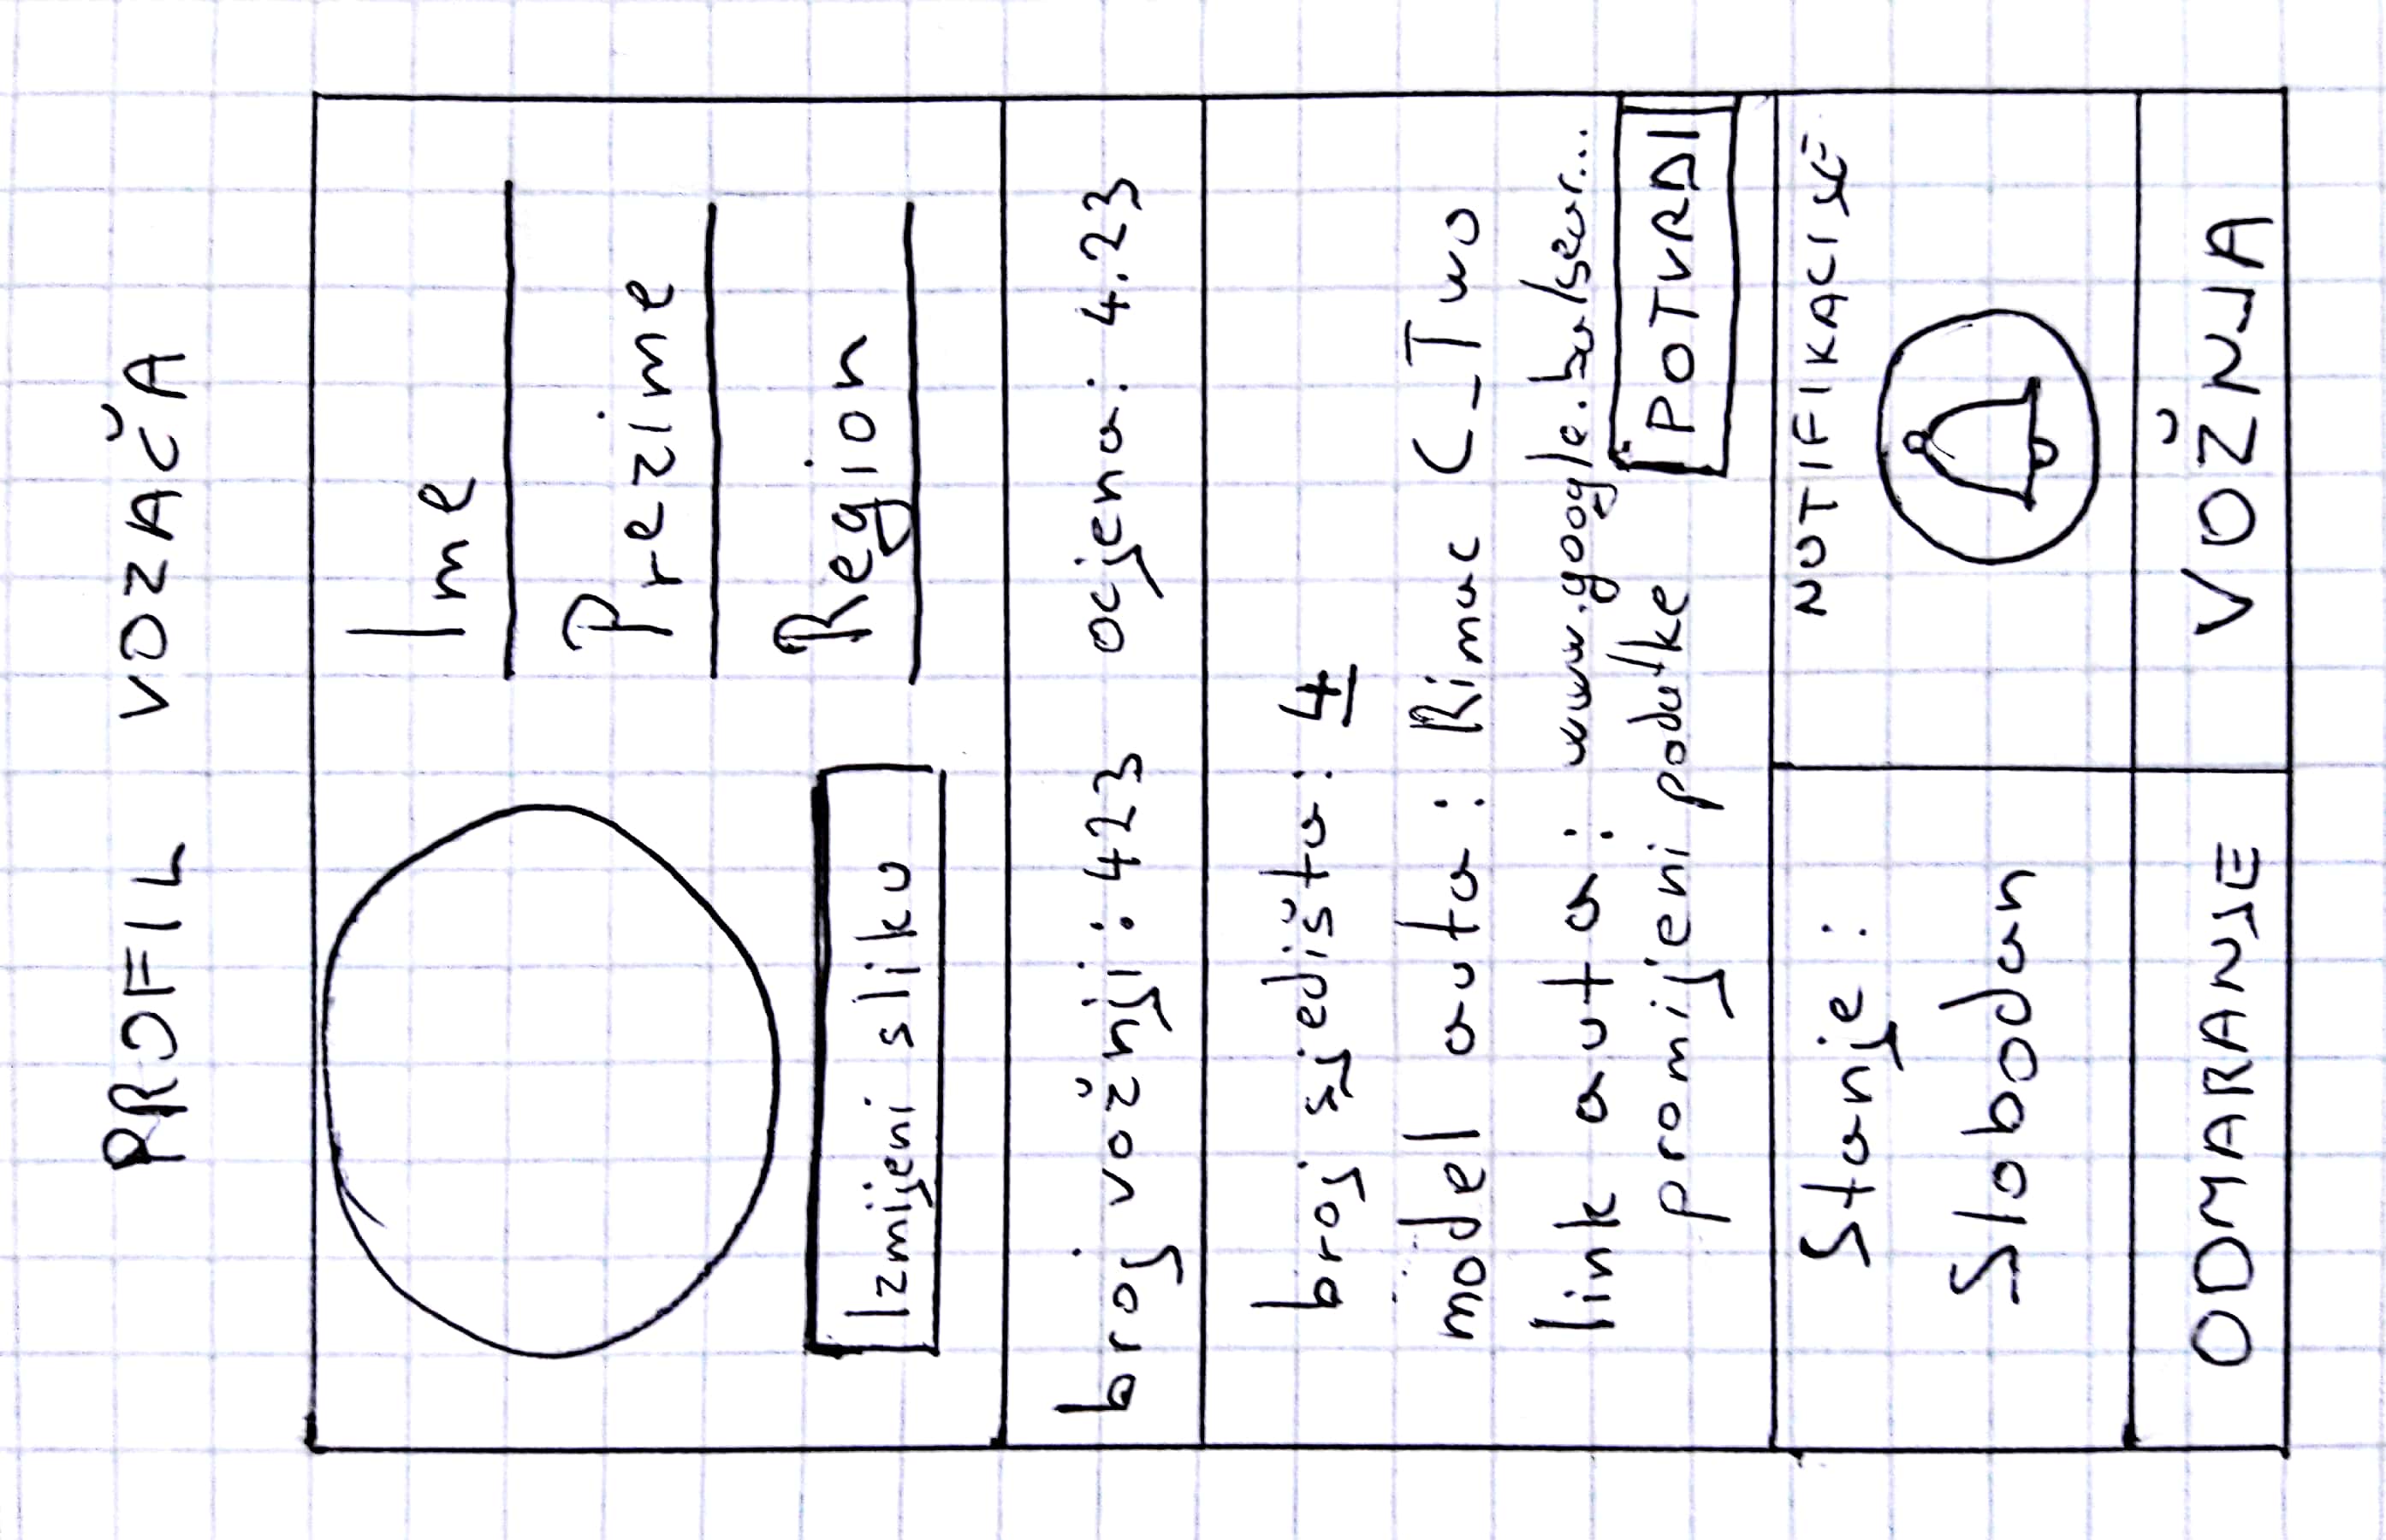 PROFIL VOZAČA
Ime
Prezime
Region
Izmijeni sliku
broj vožnji: 423 ocjena: 4.23
broj sjedišta: 4
model auta: Rimac C_Two
link auta: www.google.ba/sear...
promijeni podatke POTVRDI
Stanje:
Slobodan
NOTIFIKACIJE
ODMARANJE VOŽNJA